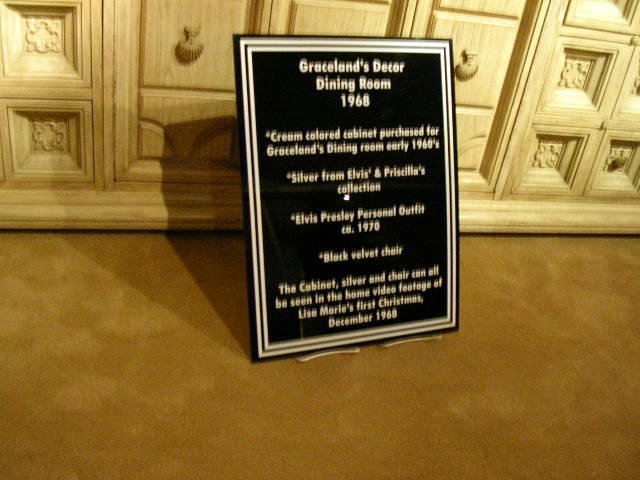 Graceland's Decor
Dining Room
1968
*Cream colored cabinet purchased for
Graceland's Dining room early 1960's
*Silver from Elvis' & Priscilla's
collection
*Elvis Presley Personal Outfit
ca. 1970
*Black velvet chair
The Cabinet, silver and chair can all
be seen in the home video footage of
Lisa Marie's first Christmas,
December 1968